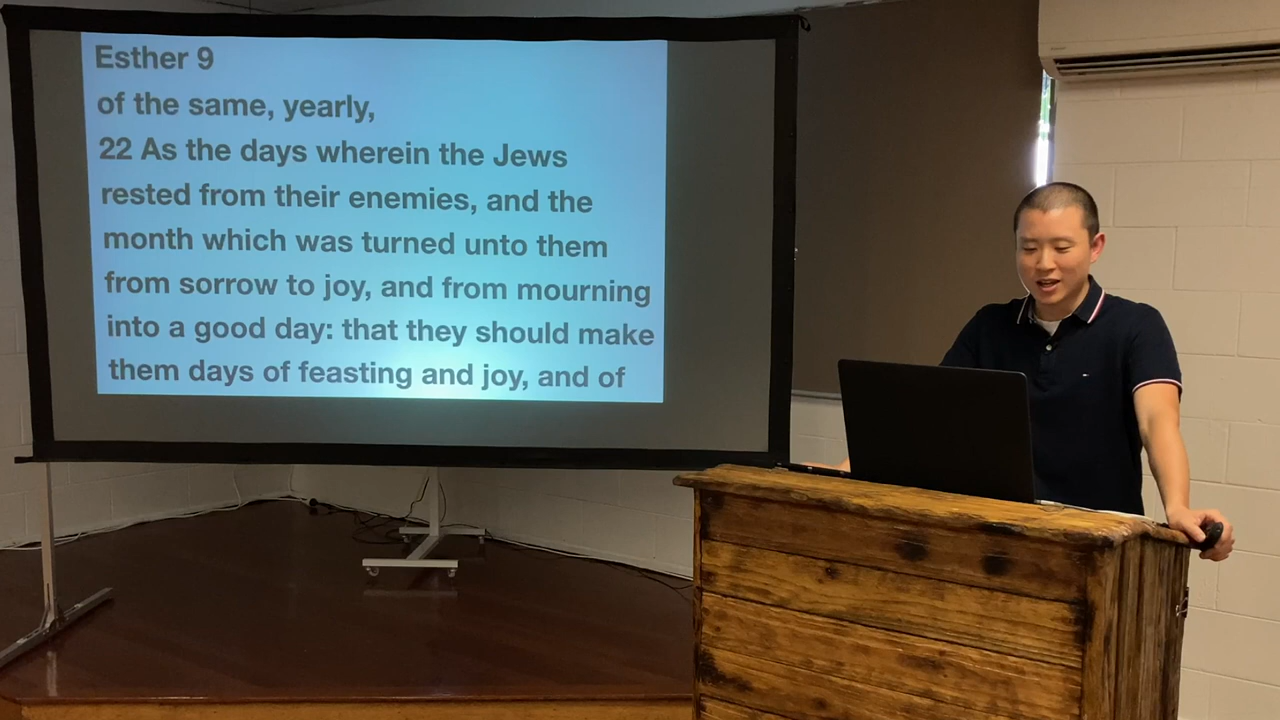 Esther 9
of the same, yearly,
22 As the days wherein the Jews
rested from their enemies, and the
month which was turned unto them
from sorrow to joy, and from mourning
into a good day: that they should make
them days of feasting and joy, and of